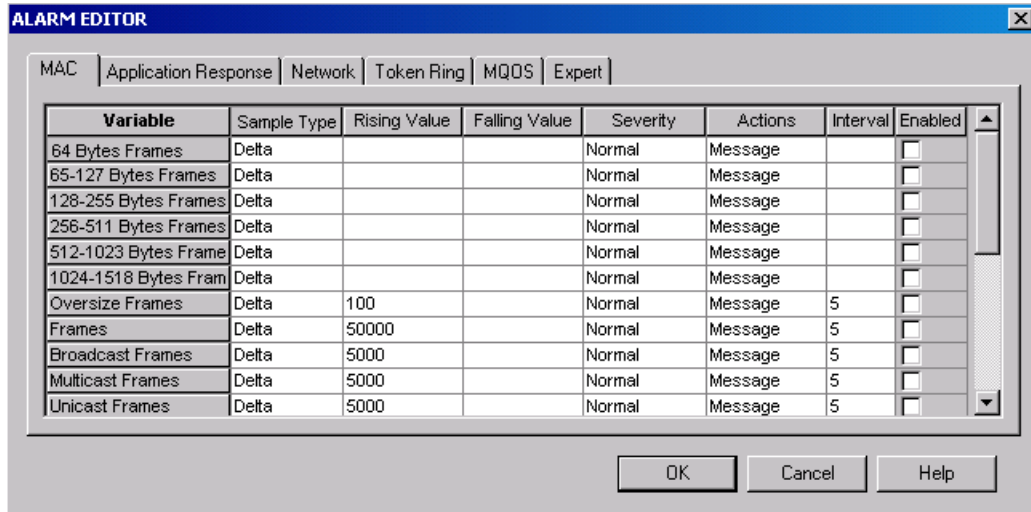 ALARM EDITOR
MAC Application Response Network Token Ring MQOS Expert
Variable Sample Type Rising Value Falling Value Severity Actions Interval Enabled
64 Bytes Frames Delta Normal Message
65-127 Bytes Frames Delta Normal Message
128-255 Bytes Frames Delta Normal Message
256-511 Bytes Frames Delta Normal Message
512-1023 Bytes Frame Delta Normal Message
1024-1518 Bytes Fram Delta Normal Message
Oversize Frames Delta 100 Normal Message 5
Frames Delta 50000 Normal Message 5
Broadcast Frames Delta 5000 Normal Message 5
Multicast Frames Delta 5000 Normal Message 5
Unicast Frames Delta 5000 Normal Message 5
OK Cancel Help